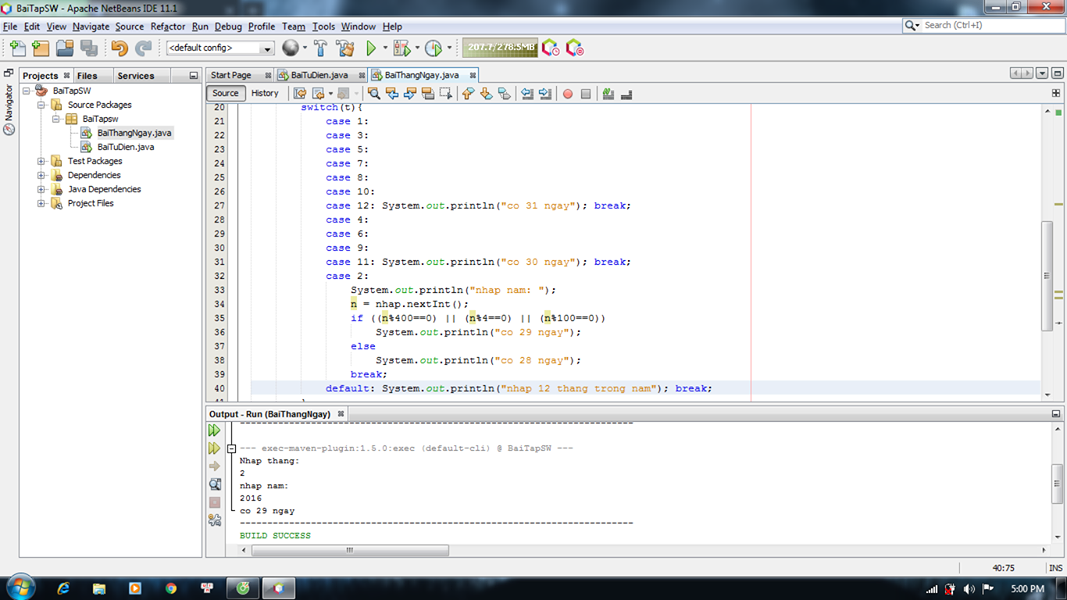 BaiTapSW - Apache NetBeans IDE 11.1
File Edit View Navigate Source Refactor Run Debug Profile Team Tools Window Help
Search (Ctrl+I)
<default config>
207.7/278.5MB
Projects Files Services
Start Page BaiTuDien.java BaiThangNgay.java
Navigator
Source History
BaiTapSW
Source Packages
BaiTapsw
BaiThangNgay.java
BaiTuDien.java
Test Packages
Dependencies
Java Dependencies
Project Files
20 switch(t){
21 case 1:
22 case 3:
23 case 5:
24 case 7:
25 case 8:
26 case 10:
27 case 12: System.out.println("co 31 ngay"); break;
28 case 4:
29 case 6:
30 case 9:
31 case 11: System.out.println("co 30 ngay"); break;
32 case 2:
33 System.out.println("nhap nam: ");
34 n = nhap.nextInt();
35 if ((n%400==0) || (n%4==0) || (n%100==0))
36 System.out.println("co 29 ngay");
37 else
38 System.out.println("co 28 ngay");
39 break;
40 default: System.out.println("nhap 12 thang trong nam"); break;
Output - Run (BaiThangNgay)
--- exec-maven-plugin:1.5.0:exec (default-cli) @ BaiTapSW ---
Nhap thang:
2
nhap nam:
2016
co 29 ngay
BUILD SUCCESS
40:75 INS
5:00 PM